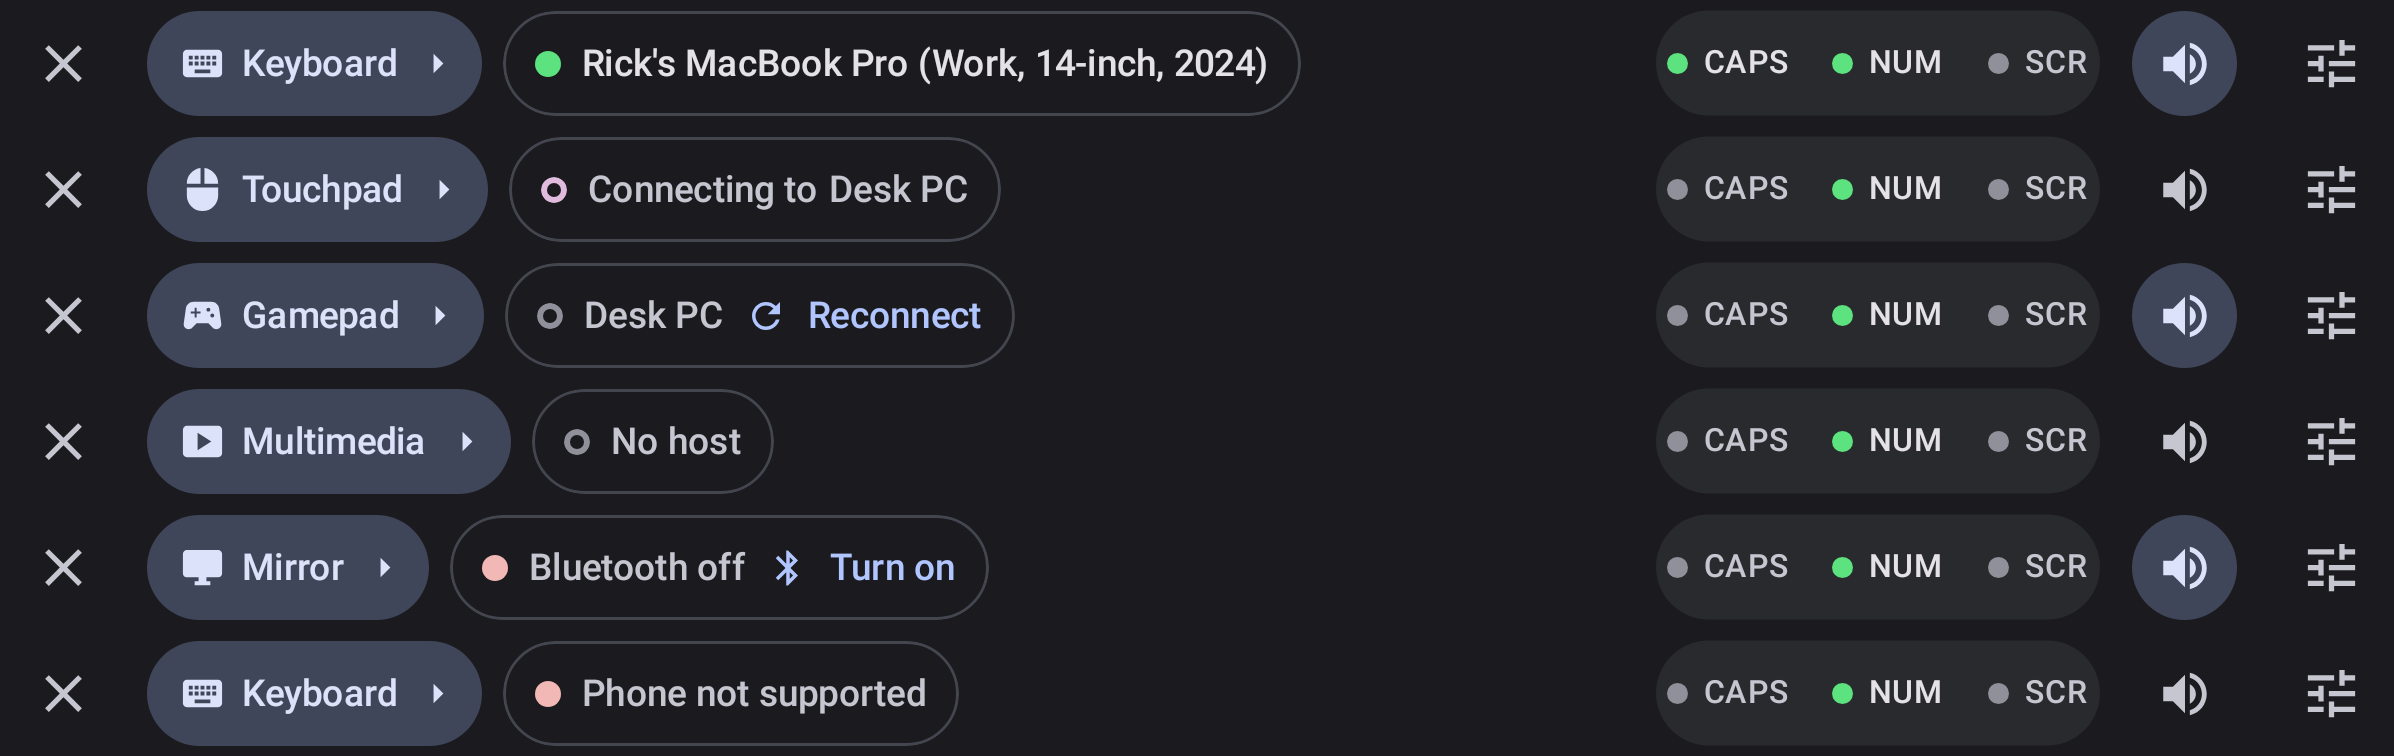 Keyboard Rick's MacBook Pro (Work, 14-inch, 2024) CAPS NUM SCR
Touchpad Connecting to Desk PC CAPS NUM SCR
Gamepad Desk PC Reconnect CAPS NUM SCR
Multimedia No host CAPS NUM SCR
Mirror Bluetooth off Turn on CAPS NUM SCR
Keyboard Phone not supported CAPS NUM SCR